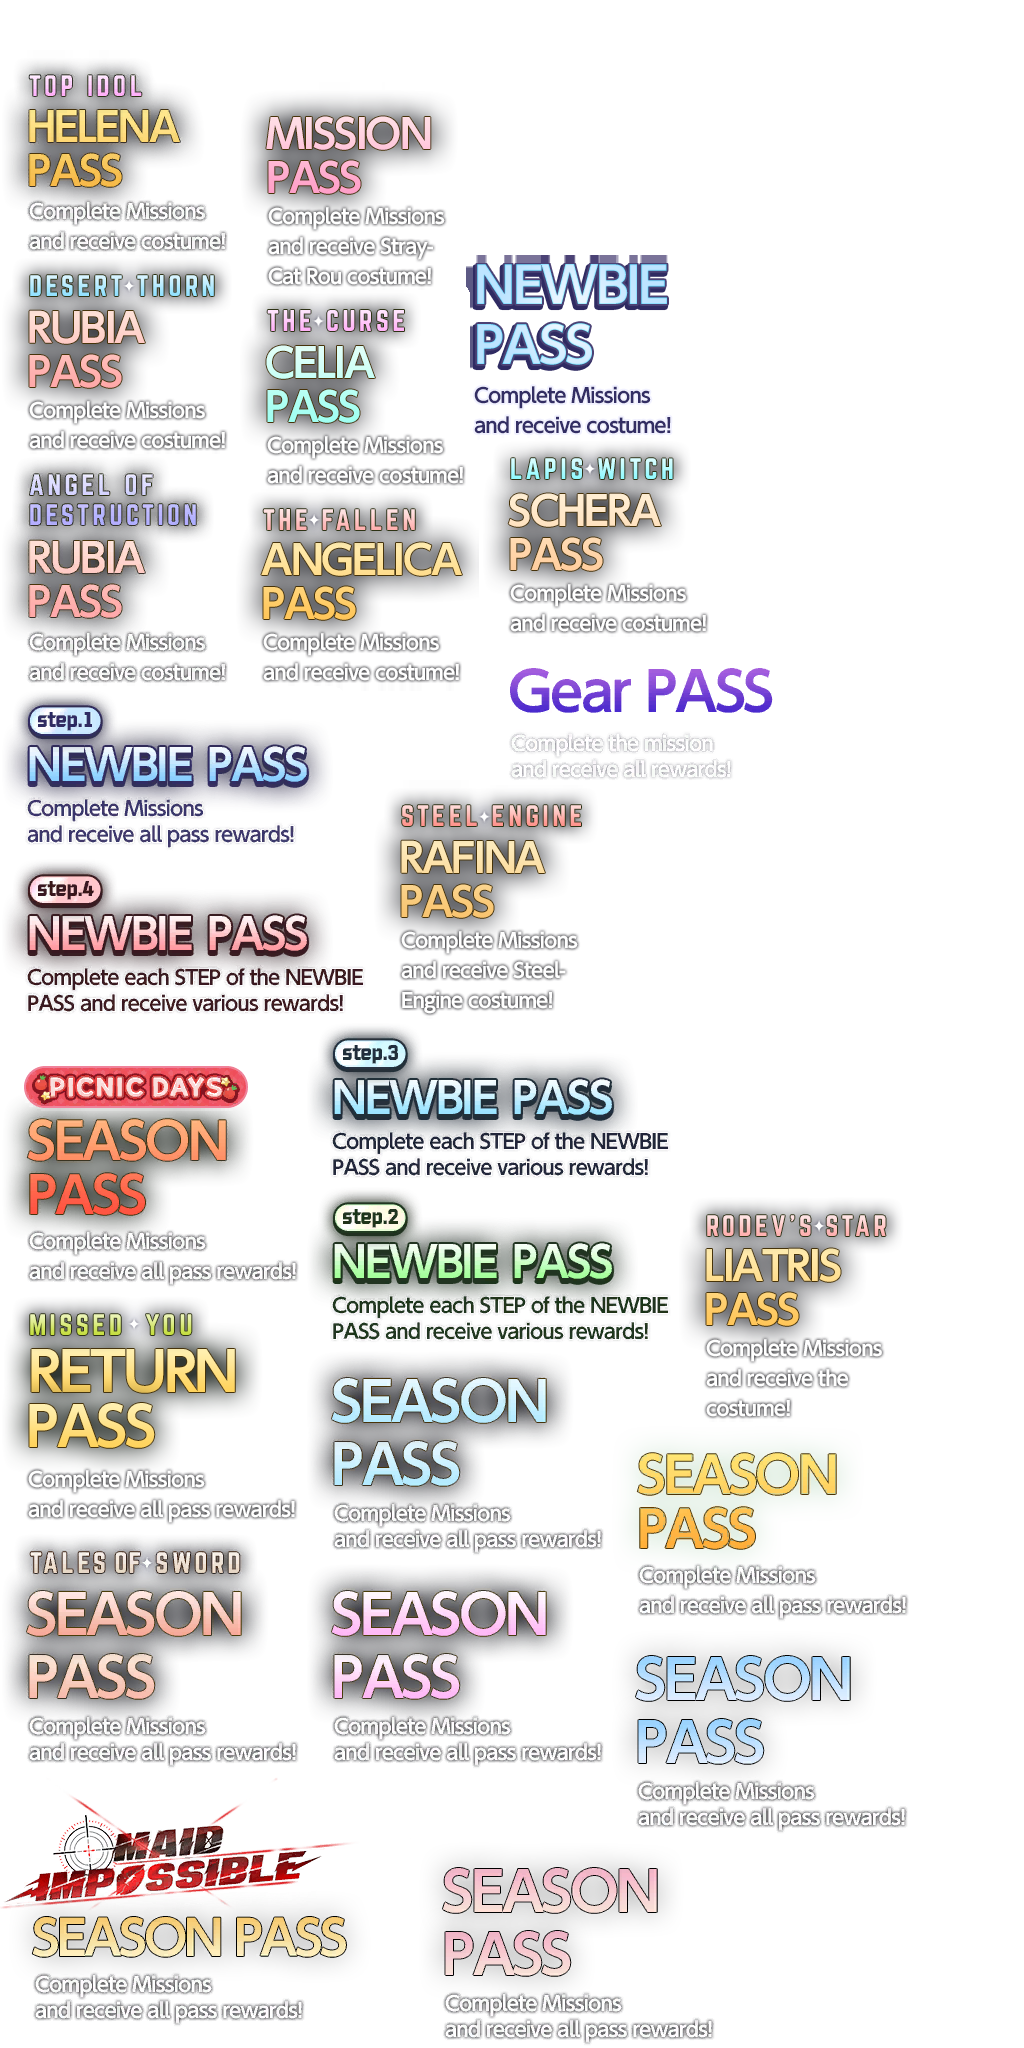 TOP IDOL
HELENA
PASS
Complete Missions
and receive costume!
MISSION
PASS
Complete Missions
and receive Stray-
Cat Rou costume!
DESERT THORN
RUBIA
PASS
Complete Missions
and receive costume!
THE CURSE
CELIA
PASS
Complete Missions
and receive costume!
NEWBIE
PASS
Complete Missions
and receive costume!
ANGEL OF
DESTRUCTION
RUBIA
PASS
Complete Missions
and receive costume!
THE FALLEN
ANGELICA
PASS
Complete Missions
and receive costume!
LAPIS WITCH
SCHERA
PASS
Complete Missions
and receive costume!
Gear PASS
Complete the mission
and receive all rewards!
step.1
NEWBIE PASS
Complete Missions
and receive all pass rewards!
step.4
NEWBIE PASS
Complete each STEP of the NEWBIE
PASS and receive various rewards!
STEEL ENGINE
RAFINA
PASS
Complete Missions
and receive Steel-
Engine costume!
step.3
NEWBIE PASS
Complete each STEP of the NEWBIE
PASS and receive various rewards!
PICNIC DAYS
SEASON
PASS
Complete Missions
and receive all pass rewards!
step.2
NEWBIE PASS
Complete each STEP of the NEWBIE
PASS and receive various rewards!
RODEV'S STAR
LIATRIS
PASS
Complete Missions
and receive the
costume!
MISSED YOU
RETURN
PASS
Complete Missions
and receive all pass rewards!
SEASON
PASS
Complete Missions
and receive all pass rewards!
SEASON
PASS
Complete Missions
and receive all pass rewards!
TALES OF SWORD
SEASON
PASS
Complete Missions
and receive all pass rewards!
SEASON
PASS
Complete Missions
and receive all pass rewards!
SEASON
PASS
Complete Missions
and receive all pass rewards!
MAID
IMPOSSIBLE
SEASON PASS
Complete Missions
and receive all pass rewards!
SEASON
PASS
Complete Missions
and receive all pass rewards!